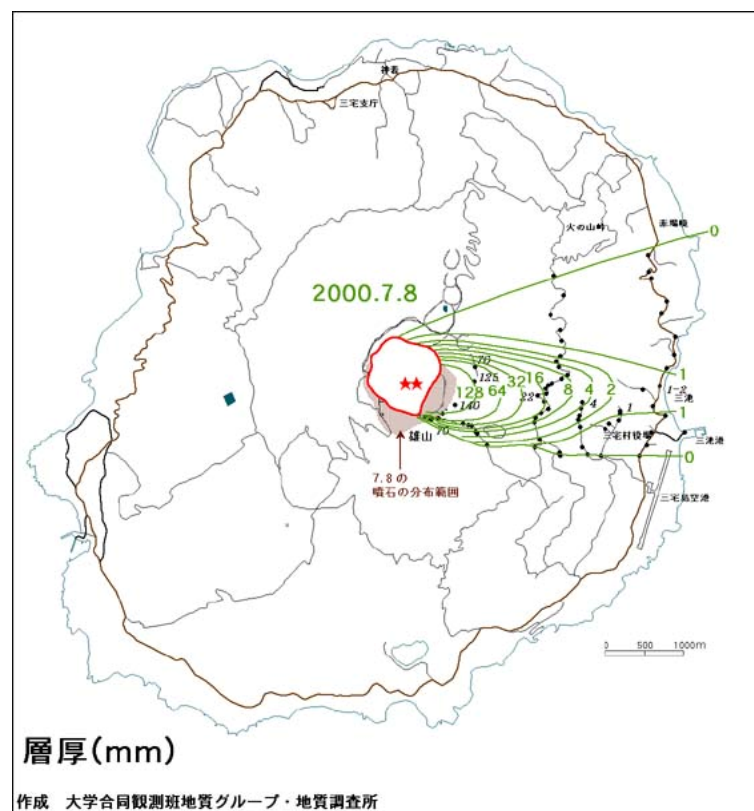 神着
三宅支庁
火の山峠
赤場暁
0
2000.7.8
1
70
125
128 64 32 16 8 4 2
1-2
三池
22
140
4
1
1
70
雄山
三宅村役場
三池港
0
7.8の
噴石の分布範囲
三宅島空港
0 500 1000m
層厚(mm)
作成 大学合同観測班地質グループ・地質調査所